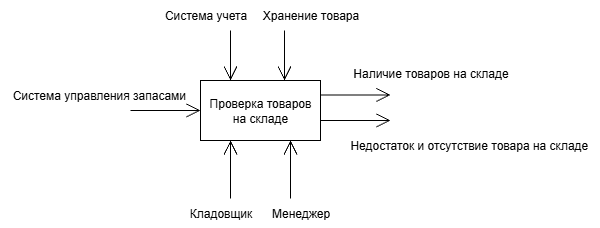 Система учета
Хранение товара
Наличие товаров на складе
Система управления запасами
Проверка товаров
на складе
Недостаток и отсутствие товара на складе
Кладовщик
Менеджер